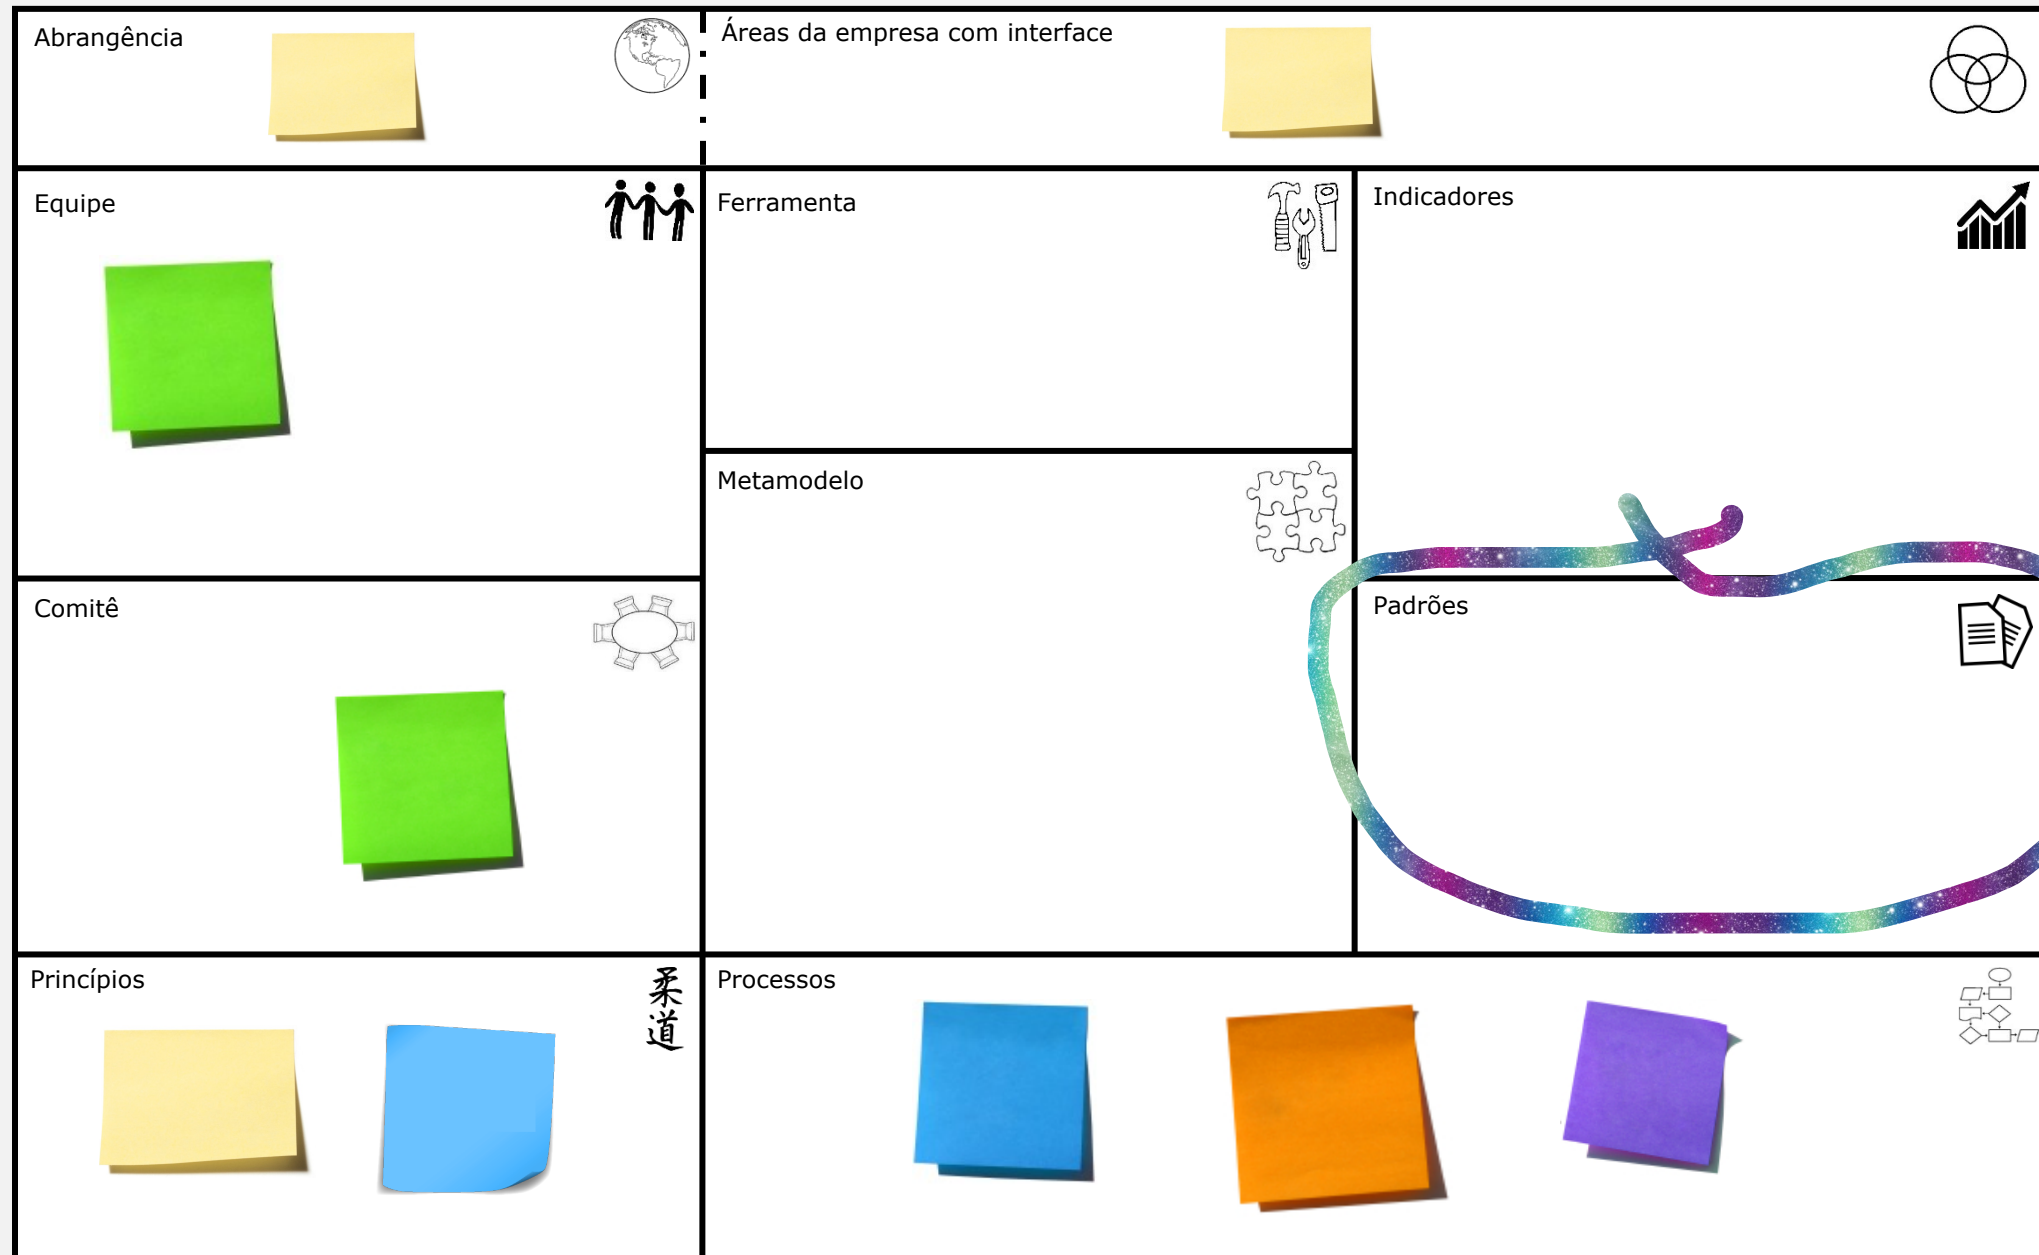 Abrangência
Áreas da empresa com interface
Equipe
Ferramenta
Indicadores
Metamodelo
Comitê
Padrões
Princípios
柔
道
Processos